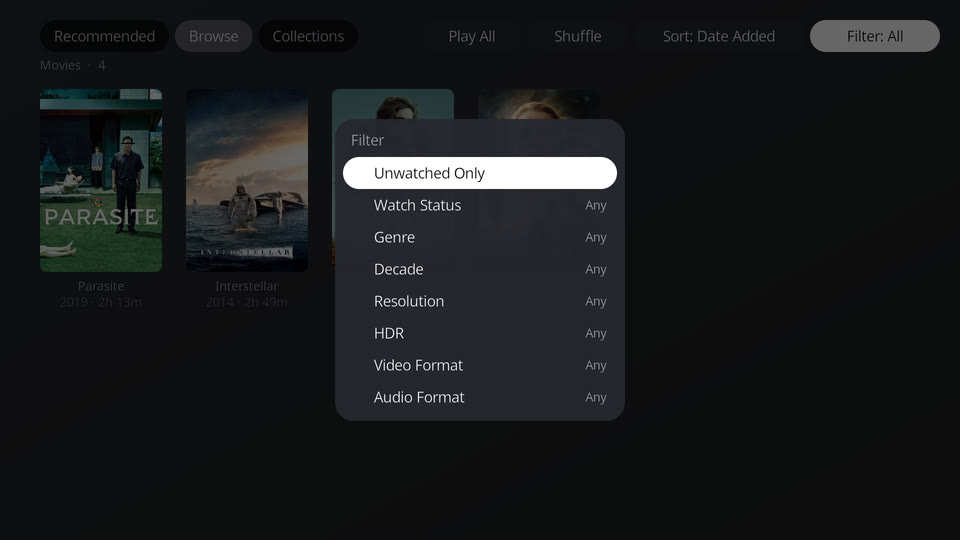 Recommended Browse Collections Play All Shuffle Sort: Date Added Filter: All
Movies · 4
PARASITE
INTERSTELLAR
Parasite
2019 · 2h 13m
Interstellar
2014 · 2h 49m
Filter
Unwatched Only
Watch Status Any
Genre Any
Decade Any
Resolution Any
HDR Any
Video Format Any
Audio Format Any